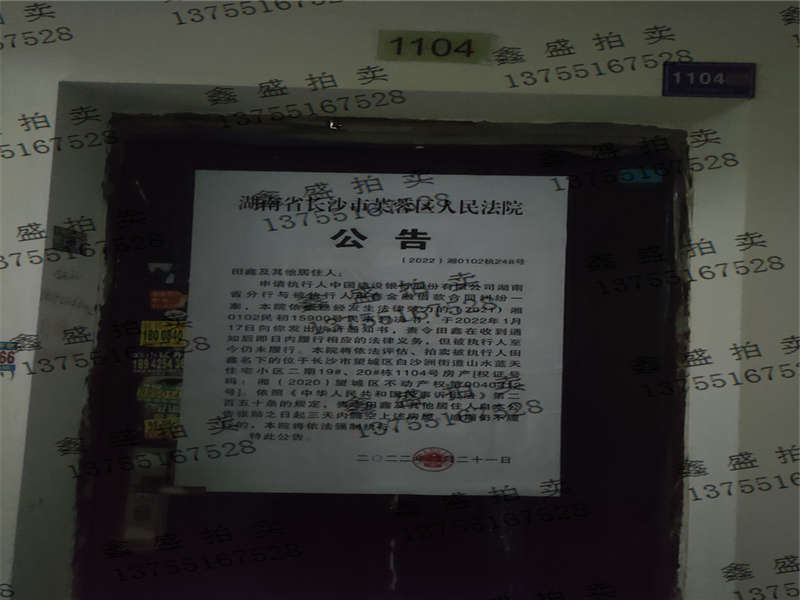 1104
1104
湖南省长沙市芙蓉区人民法院
公告
（2022）湘0102执248号
田鑫及其他居住人：
申请执行人中国建设银行股份有限公司湖南
省分行与被执行人金融借款合同纠纷一
案，本院依发生法律效力的（2021）湘
0102民初15900号民事，于2022年1月
17日向你发出执行通知书，责令田鑫在收到通
知后即日内履行相应的法律义务，但被执行人至
今仍未履行。本院将依法评估、拍卖被执行人田
鑫名下的位于长沙市望城区白沙洲街道山水蓝天
住宅小区二期19#、20#栋1104号房产[权证号
码：湘（2020）望城区不动产权第
号]。依照《中华人民共和国民事诉讼法》第二
百五十条的规定，责令田鑫及其他居住人自本公
告张贴之日起三天内腾空上述房屋，逾期仍不履
行的，本院将依法强制执行。
特此公告。
二〇二二年月二十一日
鑫盛拍卖
13755167528